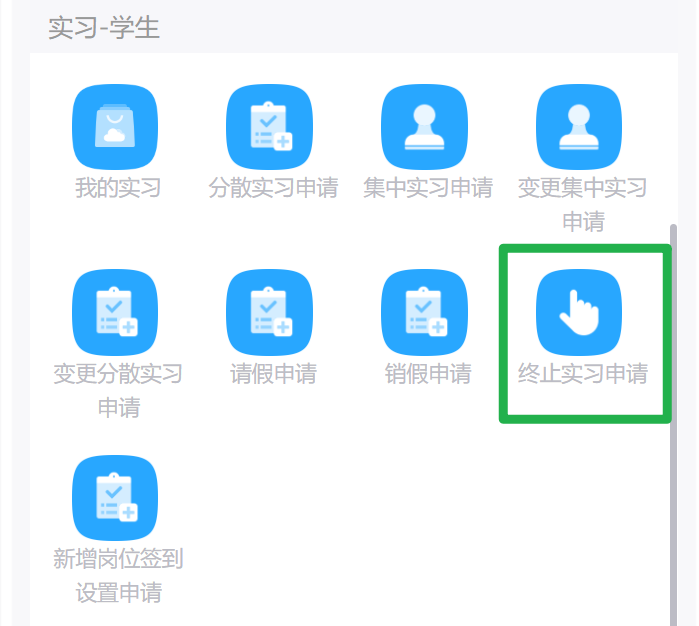 实习-学生
我的实习
分散实习申请
集中实习申请
变更集中实习
申请
变更分散实习
申请
请假申请
销假申请
终止实习申请
新增岗位签到
设置申请